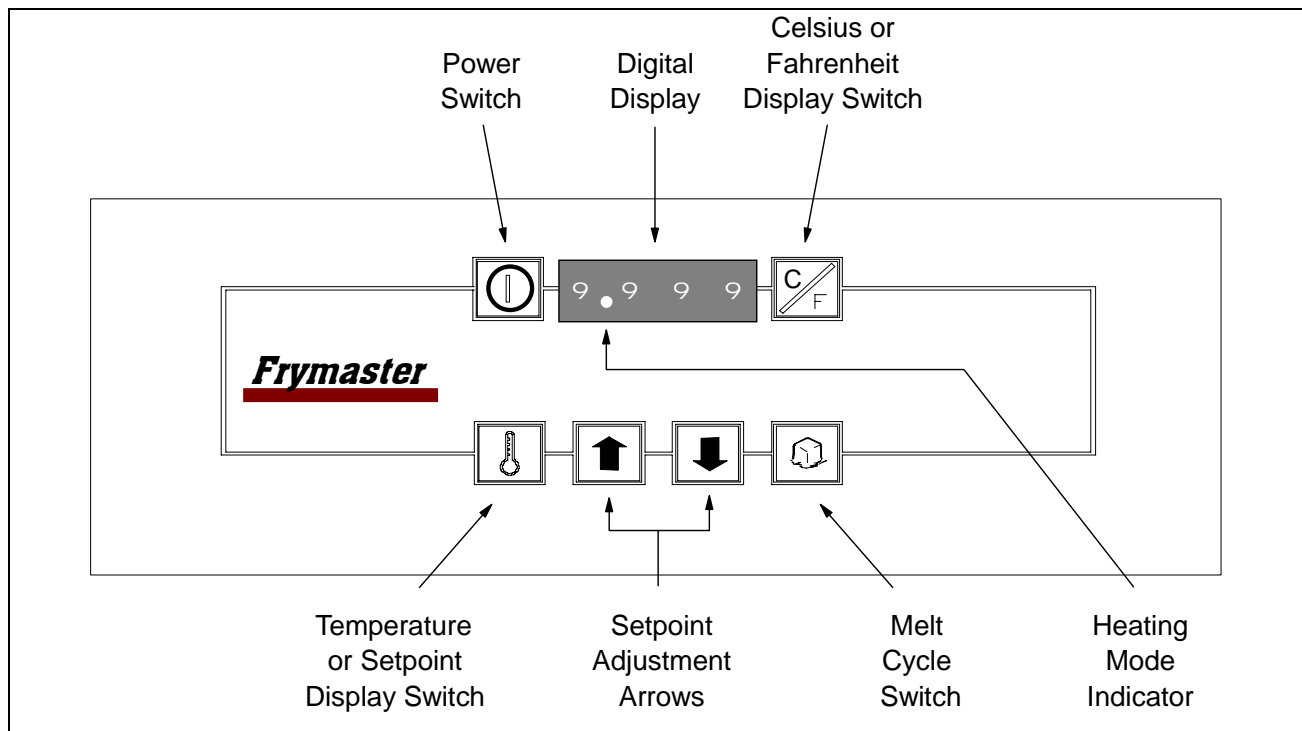 Power
Switch
Digital
Display
Celsius or
Fahrenheit
Display Switch
9.9 9 9
C
F
Frymaster
Temperature
or Setpoint
Display Switch
Setpoint
Adjustment
Arrows
Melt
Cycle
Switch
Heating
Mode
Indicator